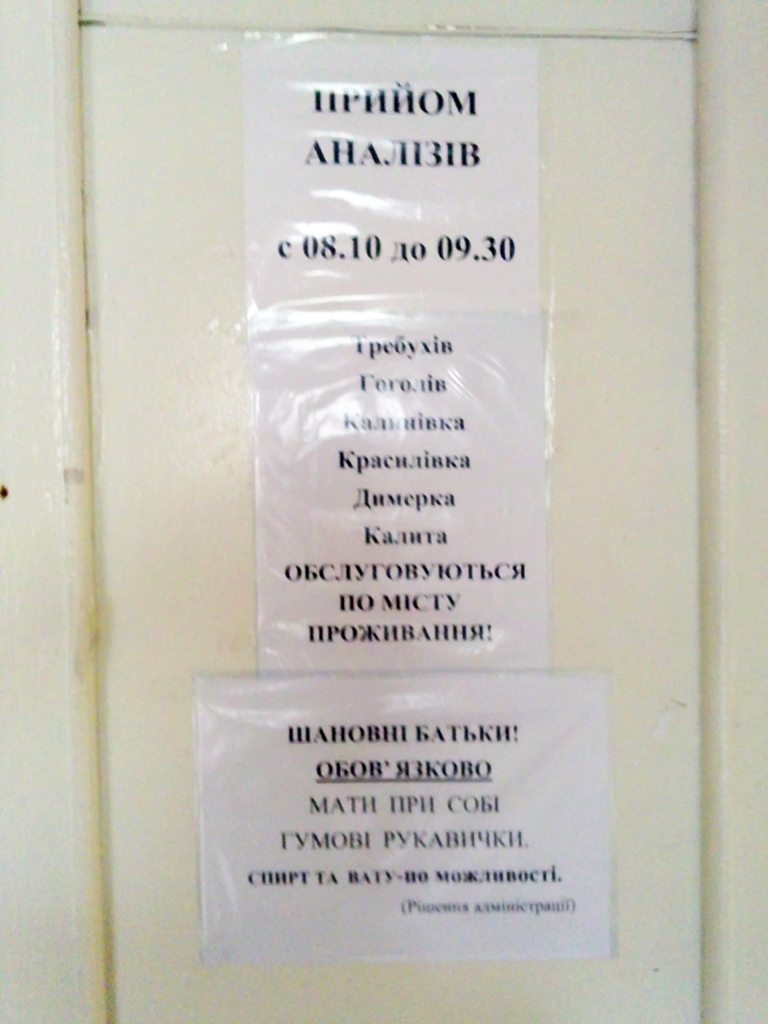 ПРИЙОМ
АНАЛІЗІВ
с 08.10 до 09.30
Требухів
Гоголів
Калинівка
Красилівка
Димерка
Калита
ОБСЛУГОВУЮТЬСЯ
ПО МІСТУ
ПРОЖИВАННЯ!
ШАНОВНІ БАТЬКИ!
ОБОВ' ЯЗКОВО
МАТИ ПРИ СОБІ
ГУМОВІ РУКАВИЧКИ.
СПИРТ ТА ВАТУ-по можливості.
(Рішення адміністрації)